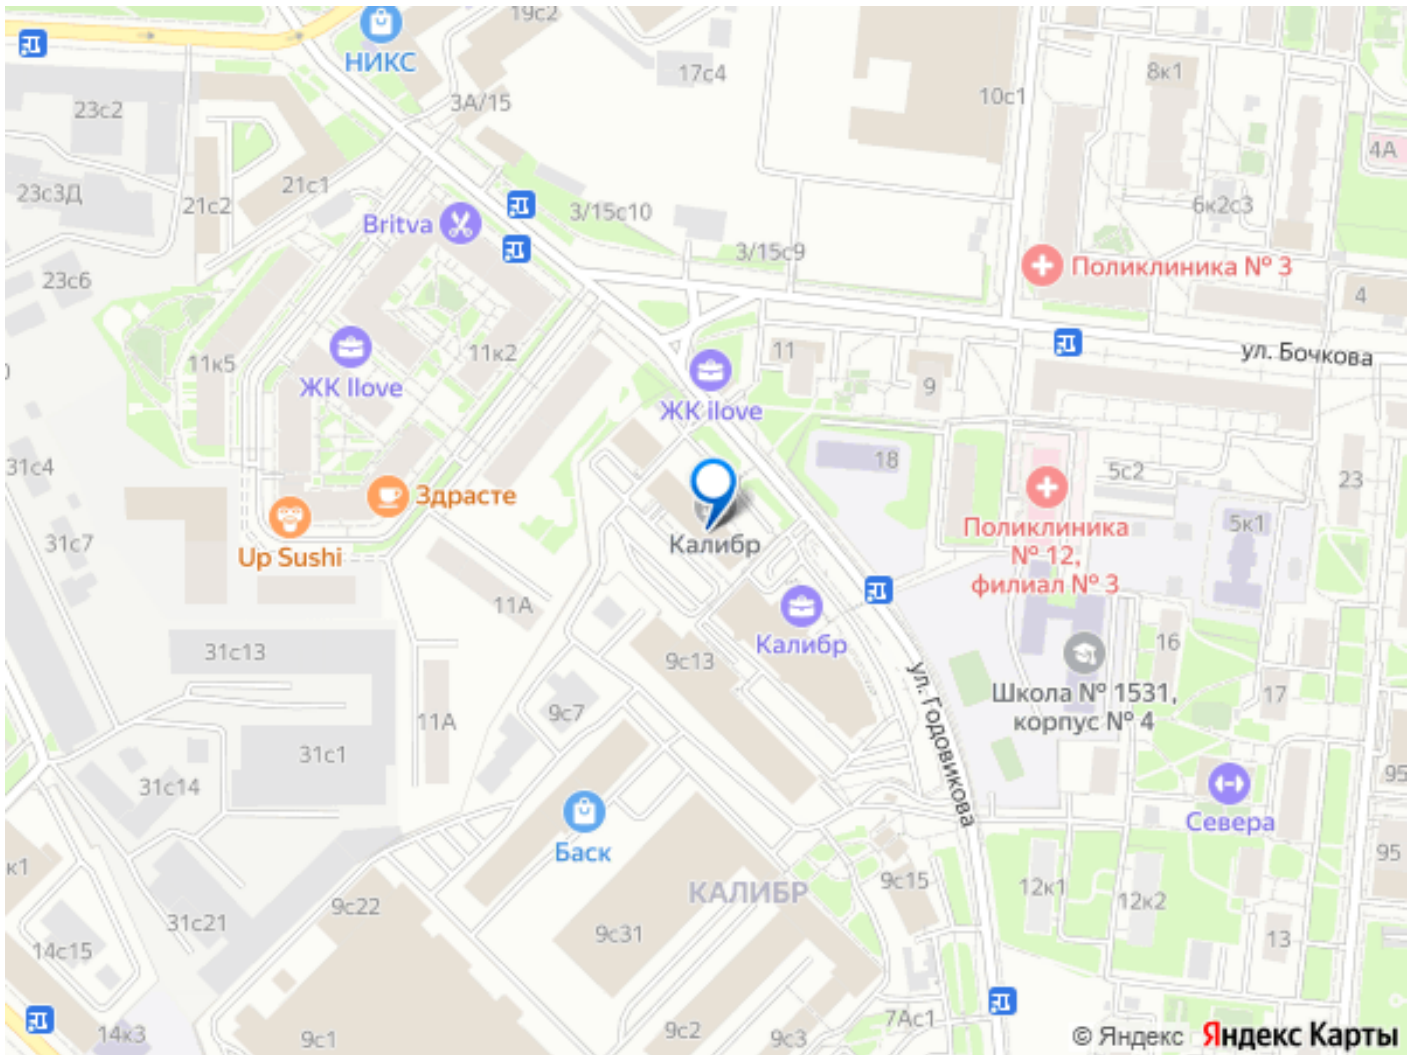 19с2
НИКС
17с4
8к1
3А/15
10с1
23с2
4А
21с1
23с3Д
21с2
6к2с3
3/15с10
Britva
3/15с9
Поликлиника № 3
23с6
4
11
ул. Бочкова
11к2
11к5
ЖК Ilove
9
ЖК ilove
18
5с2
31с4
23
Здрасте
5к1
Поликлиника
№ 12,
филиал № 3
31с7
Калибр
Up Sushi
11А
16
Калибр
31с13
9с13
ул. Годовикова
Школа № 1531,
корпус № 4
17
9с7
11А
31с1
95
31с14
Севера
Баск
95
к1
9с15
12к1
КАЛИБР
12к2
9с22
31с21
9с31
13
14с15
7Ас1
14к3
9с1
9с2
9с3
© Яндекс Яндекс Карты